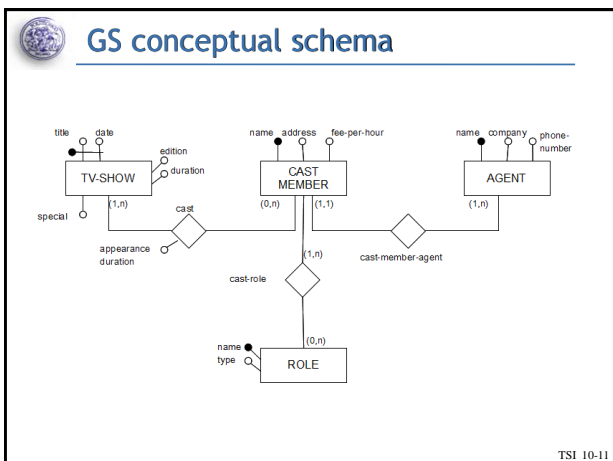 GS conceptual schema
title date
name address fee-per-hour
name company phone-
number
edition
duration
TV-SHOW
CAST
MEMBER
AGENT
special
(1,n)
cast
(0,n)
(1,1)
(1,n)
appearance
duration
(1,n)
cast-member-agent
cast-role
(0,n)
name
type
ROLE
TSI 10-11